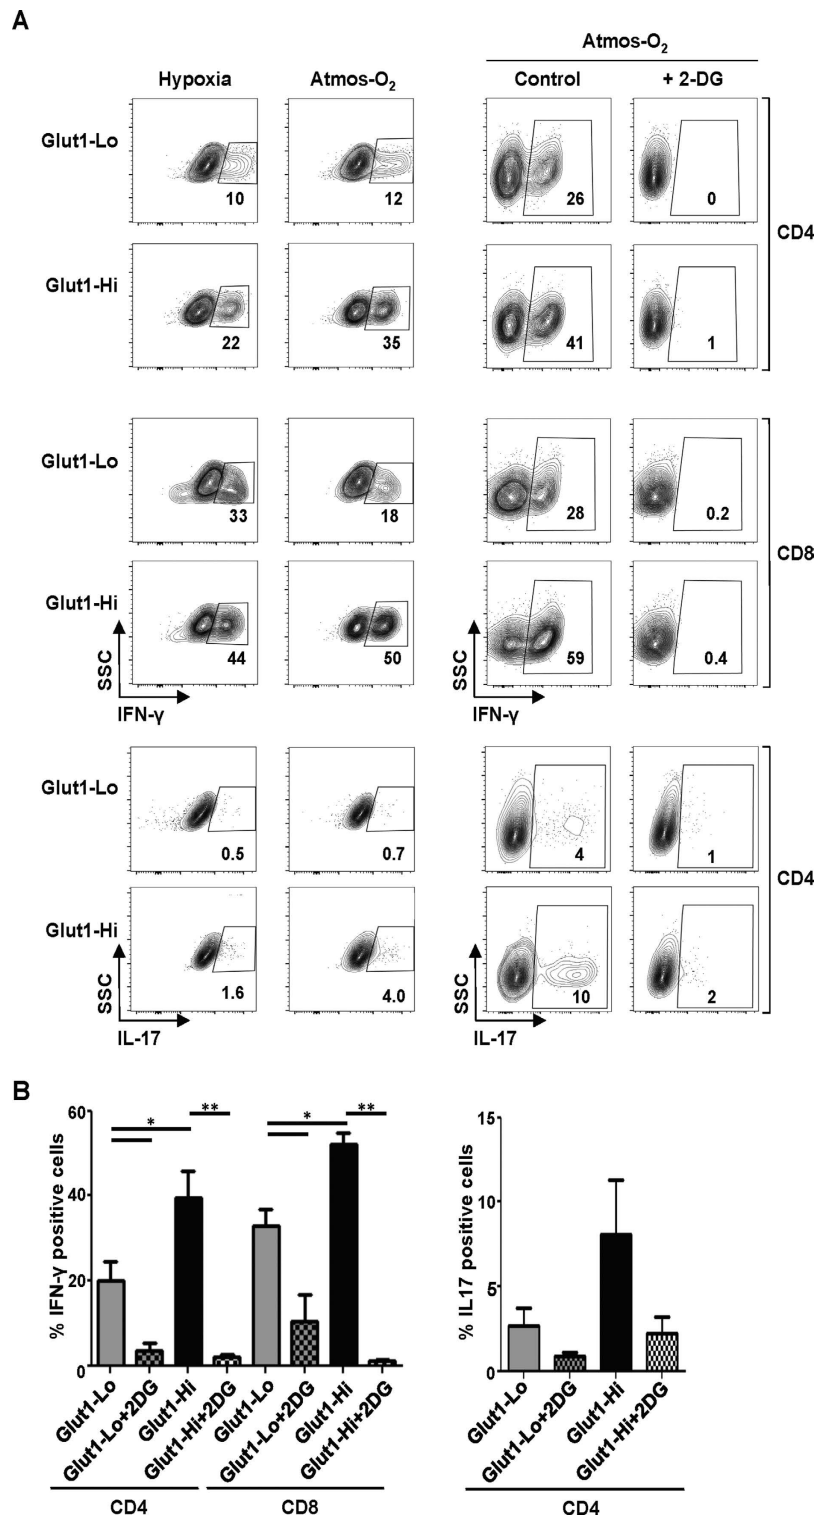 A
Atmos-O₂
Hypoxia Atmos-O₂ Control + 2-DG
Glut1-Lo
10 12 26 0
CD4
Glut1-Hi
22 35 41 1
Glut1-Lo
33 18 28 0.2
CD8
Glut1-Hi
44 50 59 0.4
SSC SSC
IFN-γ IFN-γ
Glut1-Lo
0.5 0.7 4 1
CD4
Glut1-Hi
1.6 4.0 10 2
SSC SSC
IL-17 IL-17
B
% IFN-γ positive cells
60
40
20
0
* ** * **
Glut1-Lo
Glut1-Lo+2DG
Glut1-Hi
Glut1-Hi+2DG
Glut1-Lo
Glut1-Lo+2DG
Glut1-Hi
Glut1-Hi+2DG
CD4 CD8
% IL17 positive cells
15
10
5
0
Glut1-Lo
Glut1-Lo+2DG
Glut1-Hi
Glut1-Hi+2DG
CD4